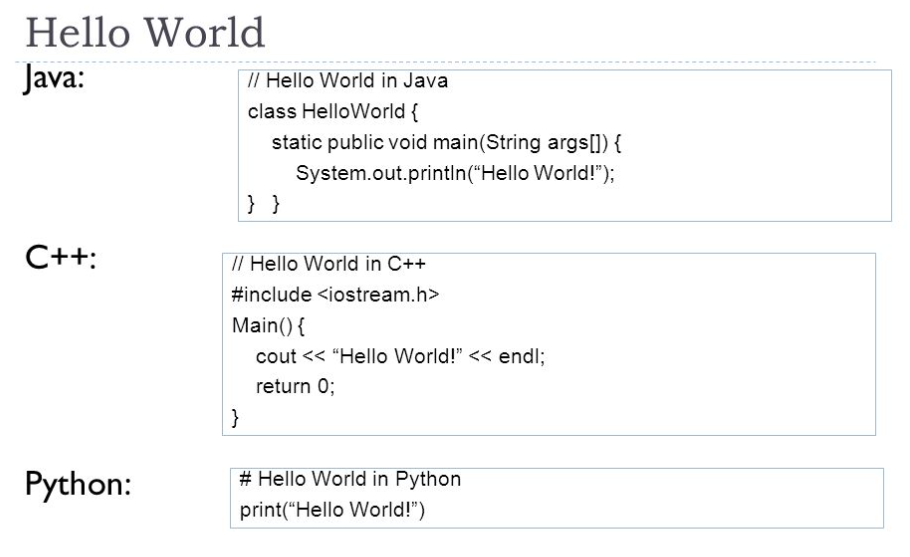 Hello World
Java:
// Hello World in Java
class HelloWorld {
static public void main(String args[]) {
System.out.println(“Hello World!”);
} }
C++:
// Hello World in C++
#include <iostream.h>
Main() {
cout << “Hello World!” << endl;
return 0;
}
Python:
# Hello World in Python
print(“Hello World!”)